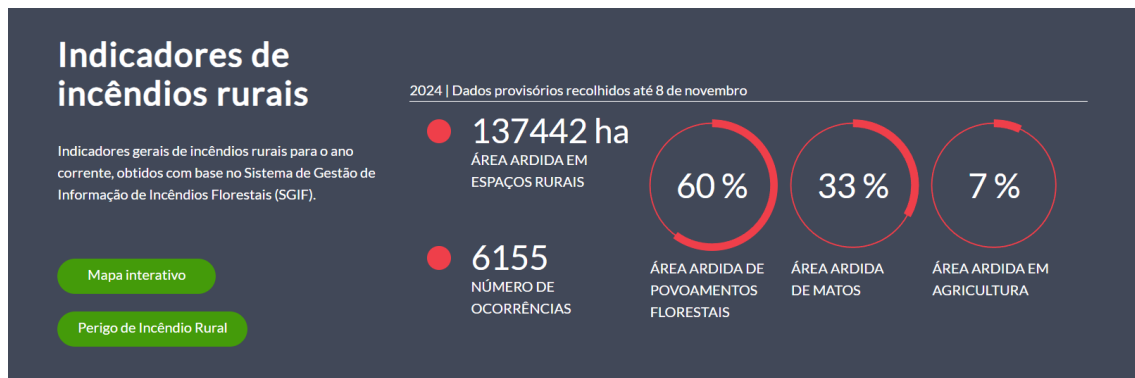 Indicadores de
incêndios rurais
Indicadores gerais de incêndios rurais para o ano
corrente, obtidos com base no Sistema de Gestão de
Informação de Incêndios Florestais (SGIF).
Mapa interativo
Perigo de Incêndio Rural
2024 | Dados provisórios recolhidos até 8 de novembro
137442 ha
ÁREA ARDIDA EM
ESPAÇOS RURAIS
6155
NÚMERO DE
OCORRÊNCIAS
60 %
ÁREA ARDIDA DE
POVOAMENTOS
FLORESTAIS
33 %
ÁREA ARDIDA
DE MATOS
7 %
ÁREA ARDIDA EM
AGRICULTURA